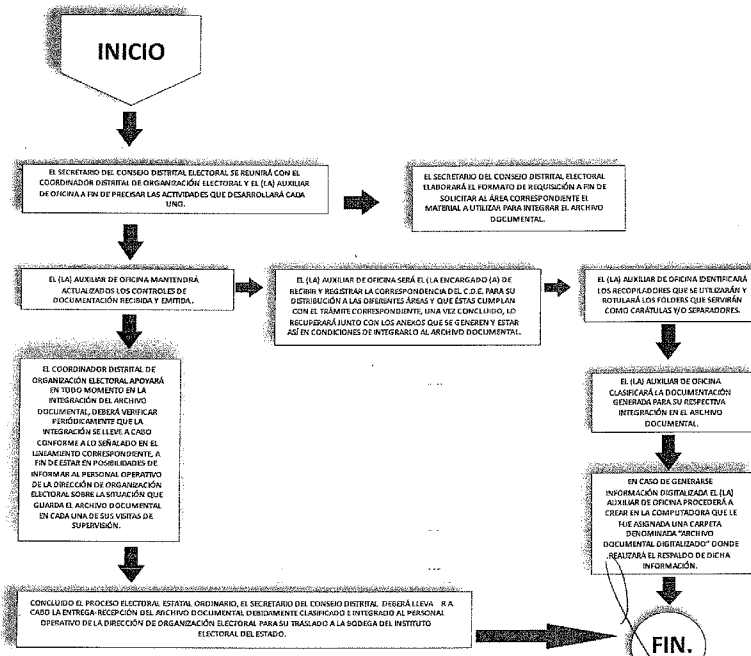 INICIO
EL SECRETARIO DEL CONSEJO DISTRITAL ELECTORAL SE REUNIRÁ CON EL
COORDINADOR DISTRITAL DE ORGANIZACIÓN ELECTORAL Y EL (LA) AUXILIAR
DE OFICINA A FIN DE PRECISAR LAS ACTIVIDADES QUE DESARROLLARÁ CADA
UNO.
EL SECRETARIO DEL CONSEJO DISTRITAL ELECTORAL
ELABORARÁ EL FORMATO DE REQUISICIÓN A FIN DE
SOLICITAR AL ÁREA CORRESPONDIENTE EL
MATERIAL A UTILIZAR PARA INTEGRAR EL ARCHIVO
DOCUMENTAL.
EL (LA) AUXILIAR DE OFICINA MANTENDRÁ
ACTUALIZADOS LOS CONTROLES DE
DOCUMENTACIÓN RECIBIDA Y EMITIDA.
EL (LA) AUXILIAR DE OFICINA SERÁ EL (LA ENCARGADO (A) DE
RECIBIR Y REGISTRAR LA CORRESPONDENCIA DEL C.D.E. PARA SU
DISTRIBUCIÓN A LAS DIFERENTES ÁREAS Y QUE ÉSTAS CUMPLAN
CON EL TRÁMITE CORRESPONDIENTE, UNA VEZ CONCLUIDO, LO
RECUPERARÁ JUNTO CON LOS ANEXOS QUE SE GENEREN Y ESTAR
ASÍ EN CONDICIONES DE INTEGRARLO AL ARCHIVO DOCUMENTAL.
EL (LA) AUXILIAR DE OFICINA IDENTIFICARÁ
LOS RECOPILADORES QUE SE UTILIZARÁN Y
ROTULARÁ LOS FOLDERS QUE SERVIRÁN
COMO CARÁTULAS Y/O SEPARADORES.
EL COORDINADOR DISTRITAL DE
ORGANIZACIÓN ELECTORAL APOYARÁ
EN TODO MOMENTO EN LA
INTEGRACIÓN DEL ARCHIVO
DOCUMENTAL, DEBERÁ VERIFICAR
PERIÓDICAMENTE QUE LA
INTEGRACIÓN SE LLEVE A CABO
CONFORME A LO SEÑALADO EN EL
LINEAMIENTO CORRESPONDIENTE, A
FIN DE ESTAR EN POSIBILIDADES DE
INFORMAR AL PERSONAL OPERATIVO
DE LA DIRECCIÓN DE ORGANIZACIÓN
ELECTORAL SOBRE LA SITUACIÓN QUE
GUARDA EL ARCHIVO DOCUMENTAL
EN CADA UNA DE SUS VISITAS DE
SUPERVISIÓN.
EL (LA) AUXILIAR DE OFICINA
CLASIFICARÁ LA DOCUMENTACIÓN
GENERADA PARA SU RESPECTIVA
INTEGRACIÓN EN EL ARCHIVO
DOCUMENTAL.
EN CASO DE GENERARSE
INFORMACIÓN DIGITALIZADA EL (LA)
AUXILIAR DE OFICINA PROCEDERÁ A
CREAR EN LA COMPUTADORA QUE LE
FUE ASIGNADA UNA CARPETA
DENOMINADA "ARCHIVO
DOCUMENTAL DIGITALIZADO" DONDE
REALIZARÁ EL RESPALDO DE DICHA
INFORMACIÓN.
CONCLUIDO EL PROCESO ELECTORAL ESTATAL ORDINARIO, EL SECRETARIO DEL CONSEJO DISTRITAL DEBERÁ LLEVA R A
CABO LA ENTREGA-RECEPCIÓN DEL ARCHIVO DOCUMENTAL DEBIDAMENTE CLASIFICADO E INTEGRADO AL PERSONAL
OPERATIVO DE LA DIRECCIÓN DE ORGANIZACIÓN ELECTORAL PARA SU TRASLADO A LA BODEGA DEL INSTITUTO
ELECTORAL DEL ESTADO.
FIN.